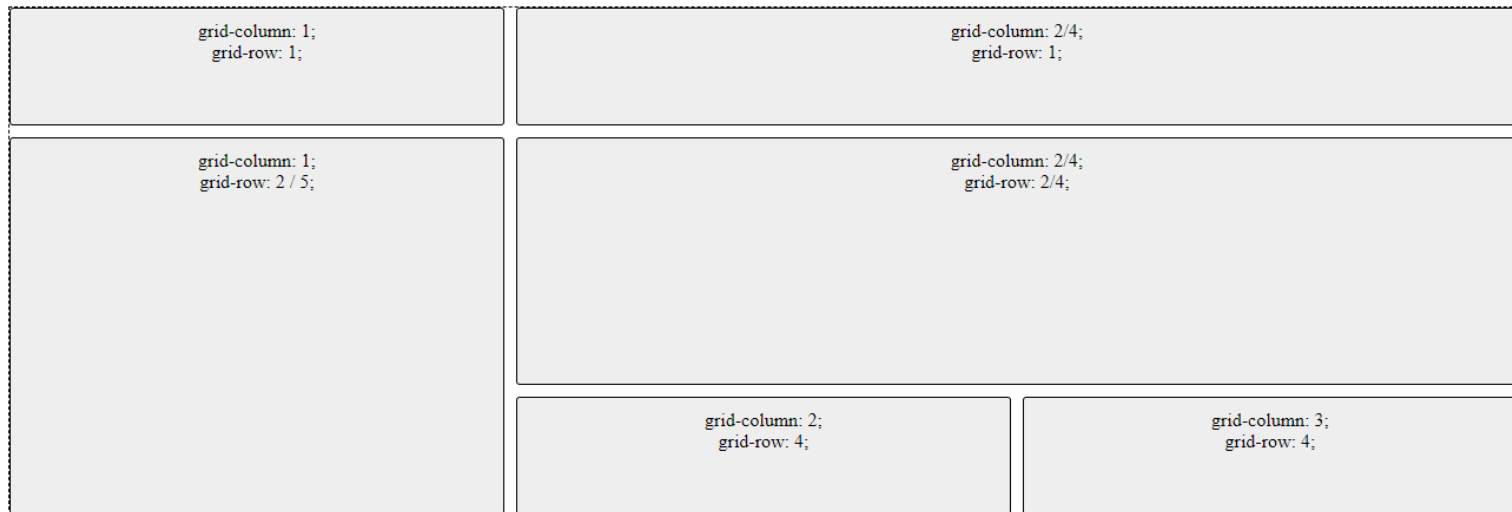 grid-column: 1;
grid-row: 1;
grid-column: 2/4;
grid-row: 1;
grid-column: 1;
grid-row: 2 / 5;
grid-column: 2/4;
grid-row: 2/4;
grid-column: 2;
grid-row: 4;
grid-column: 3;
grid-row: 4;